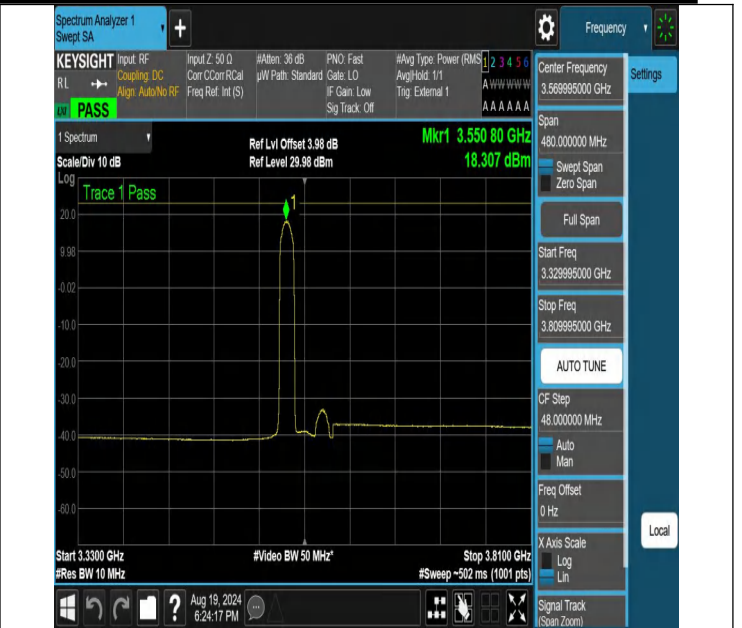 Spectrum Analyzer 1
Swept SA
+
Frequency
KEYSIGHT
RL
PASS
Input: RF
Coupling: DC
Align: Auto/No RF
Input Z: 50 Ω
Corr CCorr RCal
Freq Ref: Int (S)
#Atten: 36 dB
µW Path: Standard
PNO: Fast
Gate: LO
IF Gain: Low
Sig Track: Off
#Avg Type: Power (RMS
Avg|Hold: 1/1
Trig: External 1
1 2 3 4 5 6
A W W W W W
A A A A A A
1 Spectrum
Scale/Div 10 dB
Ref Lvl Offset 3.98 dB
Ref Level 29.98 dBm
Mkr1 3.550 80 GHz
18.307 dBm
Log
Trace 1 Pass
1
20.0
9.98
-0.02
-10.0
-20.0
-30.0
-40.0
-50.0
-60.0
Start 3.3300 GHz
#Res BW 10 MHz
#Video BW 50 MHz*
Stop 3.8100 GHz
#Sweep ~502 ms (1001 pts)
Center Frequency
3.569995000 GHz
Settings
Span
480.000000 MHz
Swept Span
Zero Span
Full Span
Start Freq
3.329995000 GHz
Stop Freq
3.809995000 GHz
AUTO TUNE
CF Step
48.000000 MHz
Auto
Man
Freq Offset
0 Hz
X Axis Scale
Log
Lin
Local
Signal Track
(Span Zoom)
?
Aug 19, 2024
6:24:17 PM